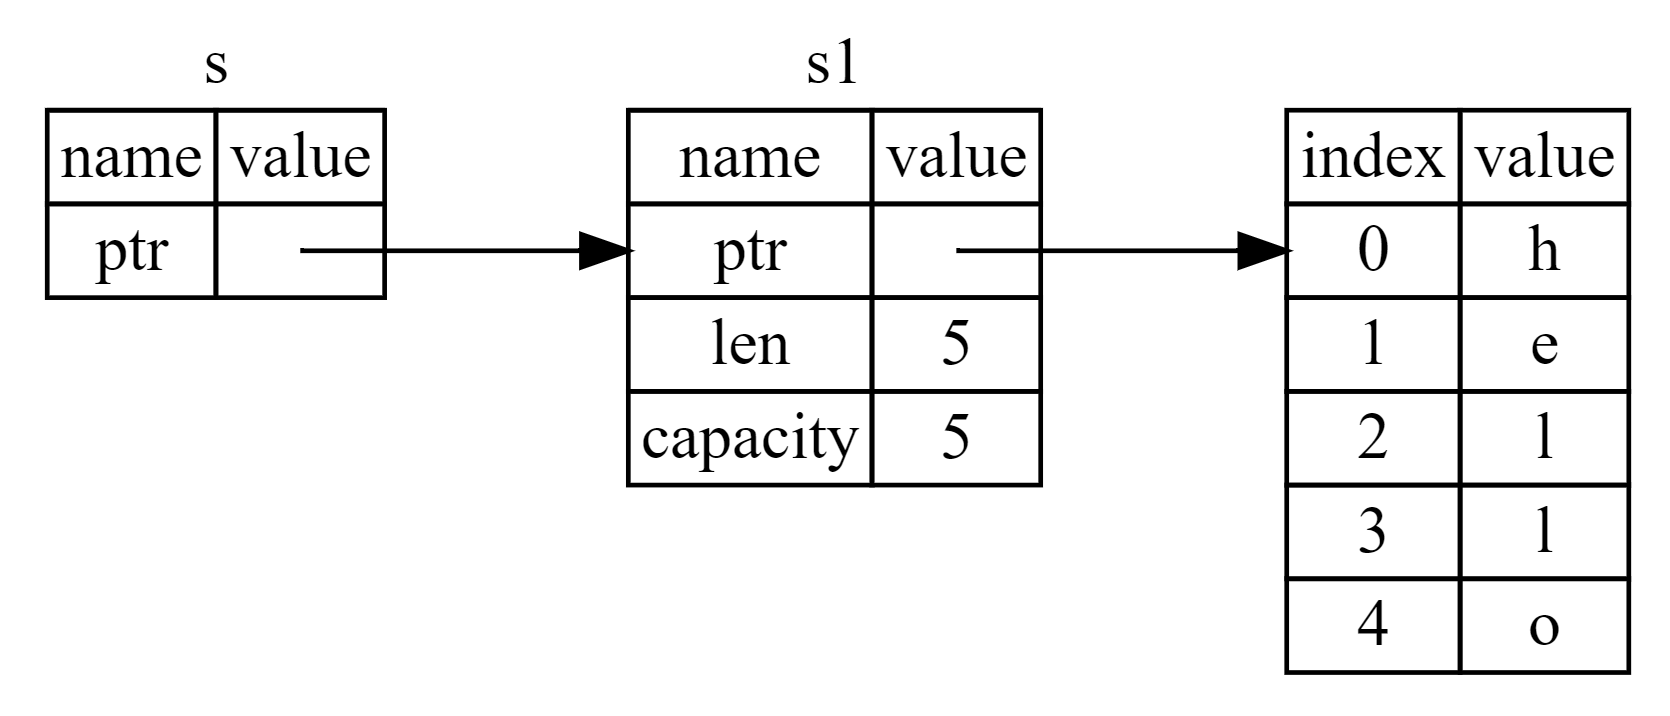 s s1
name value name value index value
ptr ptr 0 h
len 5 1 e
capacity 5 2 l
3 l
4 o